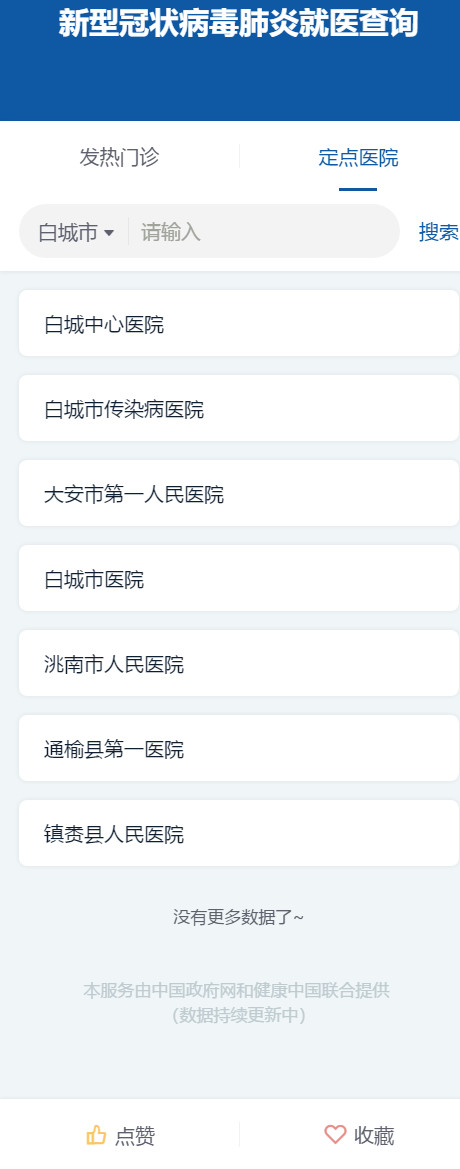 新型冠状病毒肺炎就医查询
发热门诊
定点医院
白城市 请输入 搜索
白城中心医院
白城市传染病医院
大安市第一人民医院
白城市医院
洮南市人民医院
通榆县第一医院
镇赉县人民医院
没有更多数据了~
本服务由中国政府网和健康中国联合提供
(数据持续更新中)
点赞
收藏